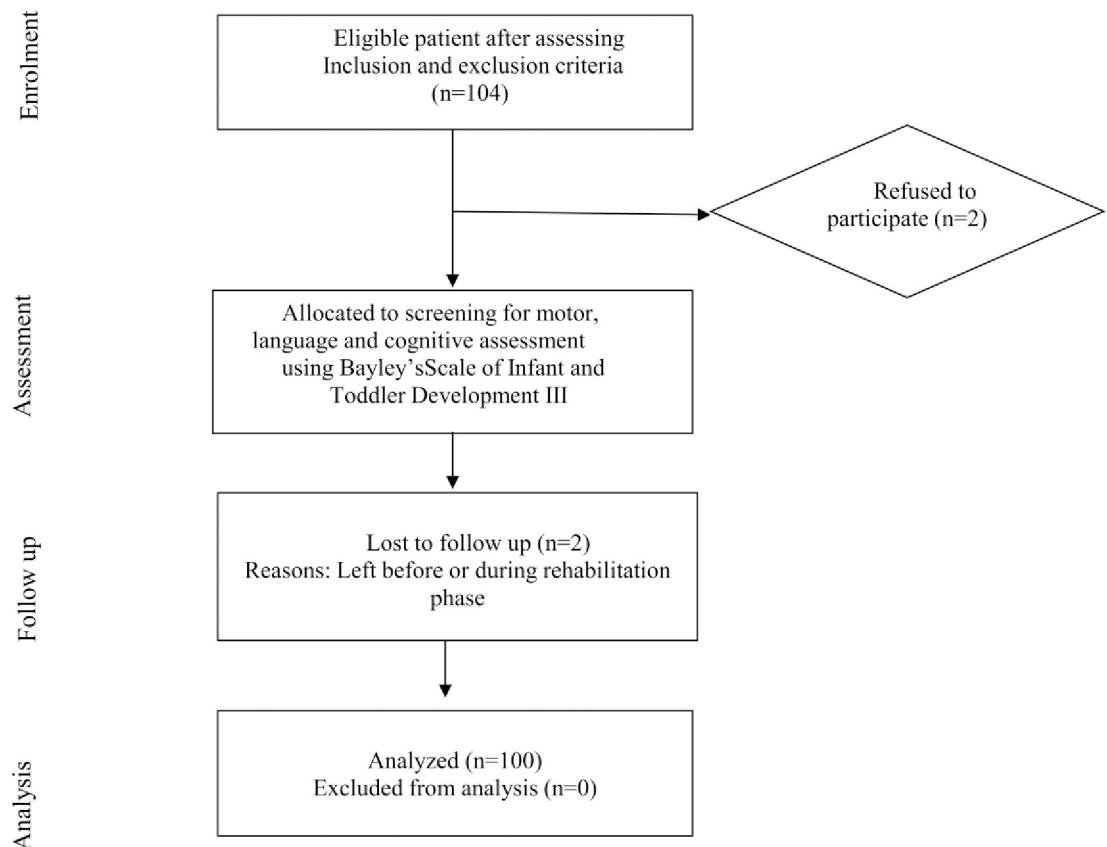 Enrolment
Eligible patient after assessing
Inclusion and exclusion criteria
(n=104)
Refused to
participate (n=2)
Assessment
Allocated to screening for motor,
language and cognitive assessment
using Bayley'sScale of Infant and
Toddler Development III
Follow up
Lost to follow up (n=2)
Reasons: Left before or during rehabilitation
phase
Analysis
Analyzed (n=100)
Excluded from analysis (n=0)